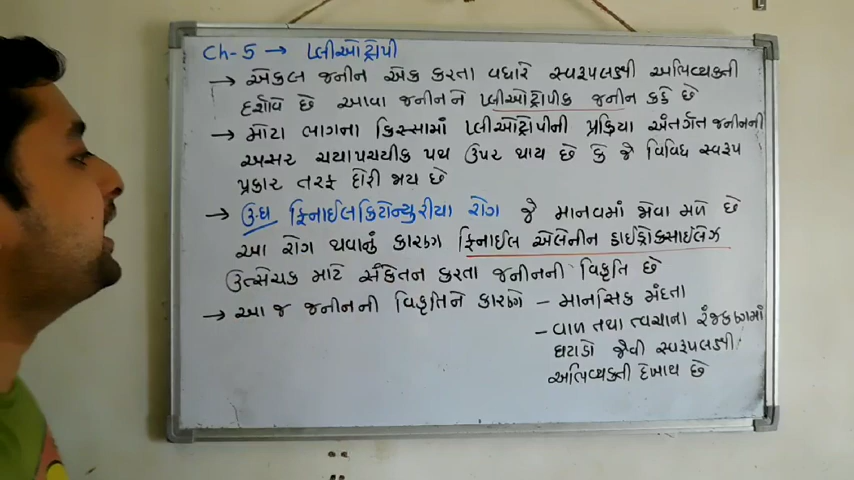 Ch-5 → પ્લીઓટ્રોપી
→ એકલ જનીન એક કરતા વધારે સ્વરૂપલક્ષી અભિવ્યક્તી
દર્શાવે છે આવા જનીનને પ્લીઓટ્રોપીક જનીન કહે છે
→ મોટા ભાગના કિસ્સામાં પ્લીઓટ્રોપીની પ્રક્રિયા અંતર્ગત જનીનની
અસર ચયાપચયીક પથ ઉપર થાય છે કે જે વિવિધ સ્વરૂપ
પ્રકાર તરફ દોરી જાય છે
→ ઉ.દા ફિનાઈલકિટોન્યુરીયા રોગ જે માનવમાં જોવા મળે છે
આ રોગ થવાનું કારણ ફિનાઈલ એલેનીન હાઈડ્રોકસાઈલેઝ
ઉત્સેચક માટે સંકેતન કરતા જનીનની વિકૃતિ છે
→ આ જ જનીનની વિકૃતિને કારણે - માનસિક મંદતા
- વાળ તથા ત્વચાના રંજકકણમાં
ઘટાડો જેવી સ્વરૂપલક્ષી
અભિવ્યક્તી દેખાય છે